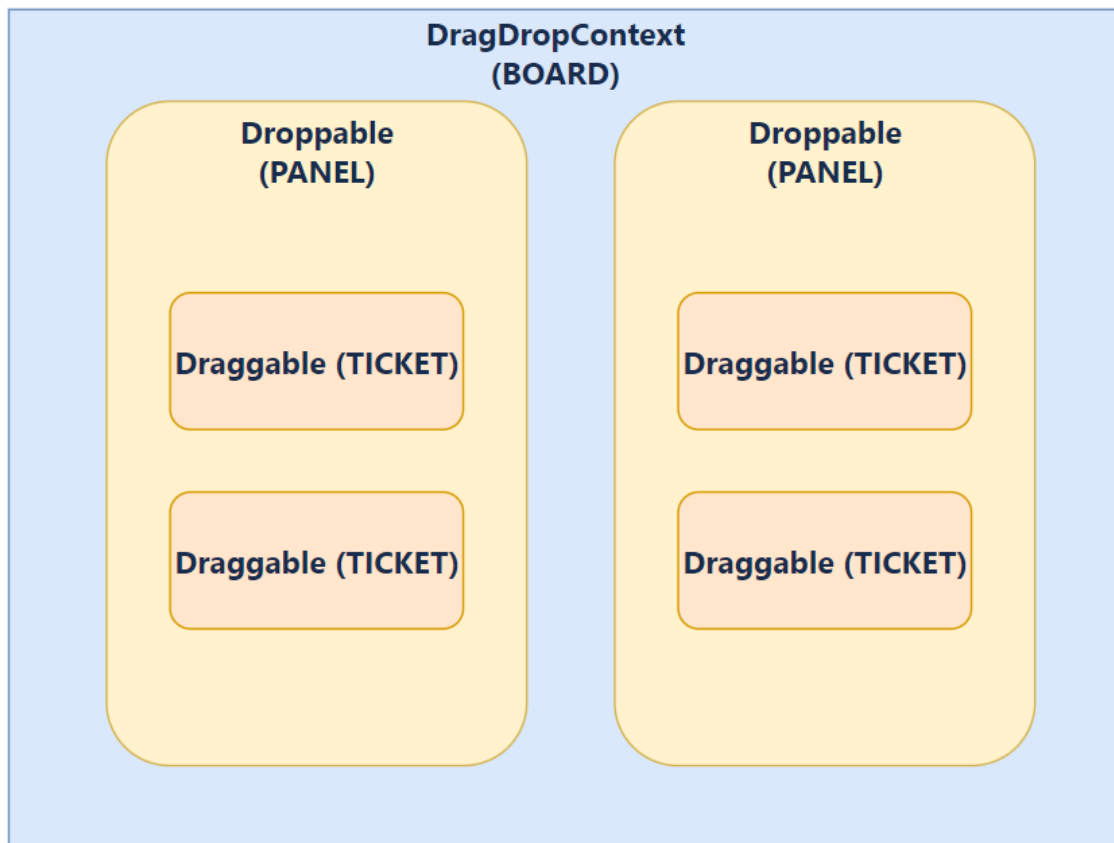 DragDropContext
(BOARD)
Droppable
(PANEL)
Draggable (TICKET)
Draggable (TICKET)
Droppable
(PANEL)
Draggable (TICKET)
Draggable (TICKET)